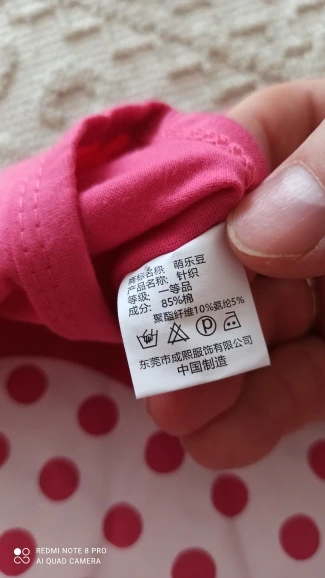 商标名称: 萌乐豆
产品名称: 针织
等级: 一等品
成分: 85%棉
聚酯纤维10%氨纶5%
P
东莞市成熙服饰有限公司
中国制造
REDMI NOTE 8 PRO
AI QUAD CAMERA